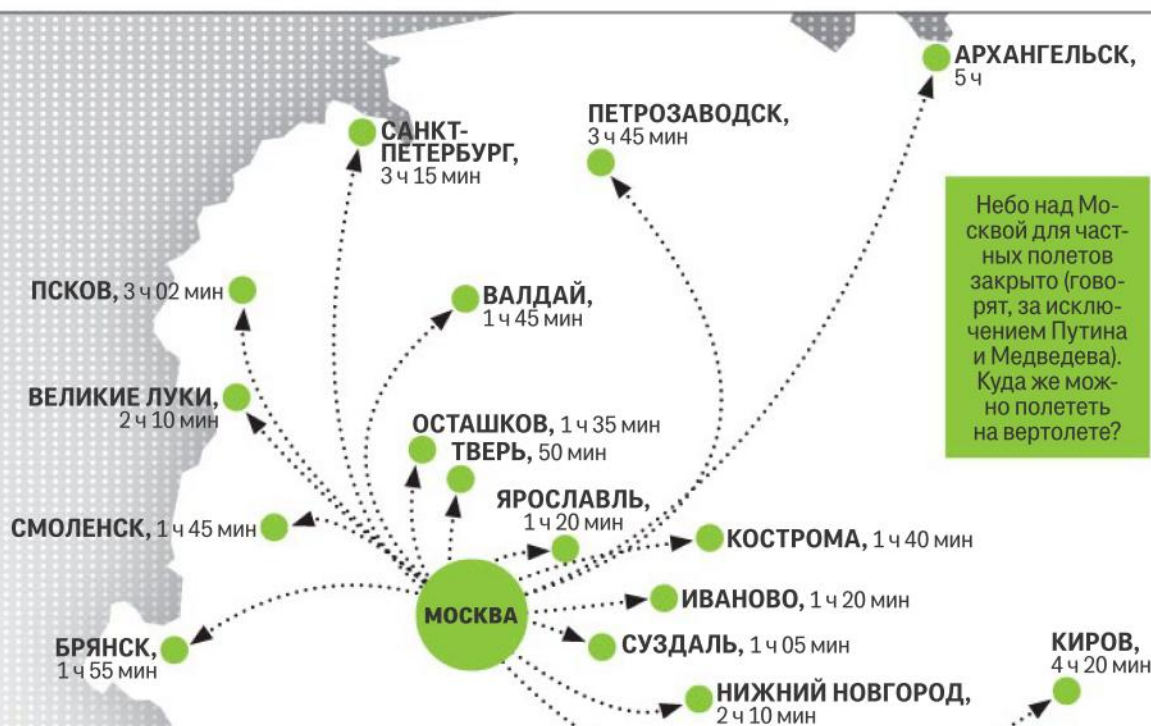 АРХАНГЕЛЬСК,
5 ч
ПЕТРОЗАВОДСК,
3 ч 45 мин
САНКТ-
ПЕТЕРБУРГ,
3 ч 15 мин
Небо над Мо-
сквой для част-
ных полетов
закрыто (гово-
рят, за исклю-
чением Путина
и Медведева).
Куда же мож-
но полететь
на вертолете?
ПСКОВ, 3 ч 02 мин
ВАЛДАЙ,
1 ч 45 мин
ВЕЛИКИЕ ЛУКИ,
2 ч 10 мин
ОСТАШКОВ, 1 ч 35 мин
ТВЕРЬ, 50 мин
ЯРОСЛАВЛЬ,
1 ч 20 мин
СМОЛЕНСК, 1 ч 45 мин
КОСТРОМА, 1 ч 40 мин
МОСКВА
ИВАНОВО, 1 ч 20 мин
СУЗДАЛЬ, 1 ч 05 мин
БРЯНСК,
1 ч 55 мин
КИРОВ,
4 ч 20 мин
НИЖНИЙ НОВГОРОД,
2 ч 10 мин